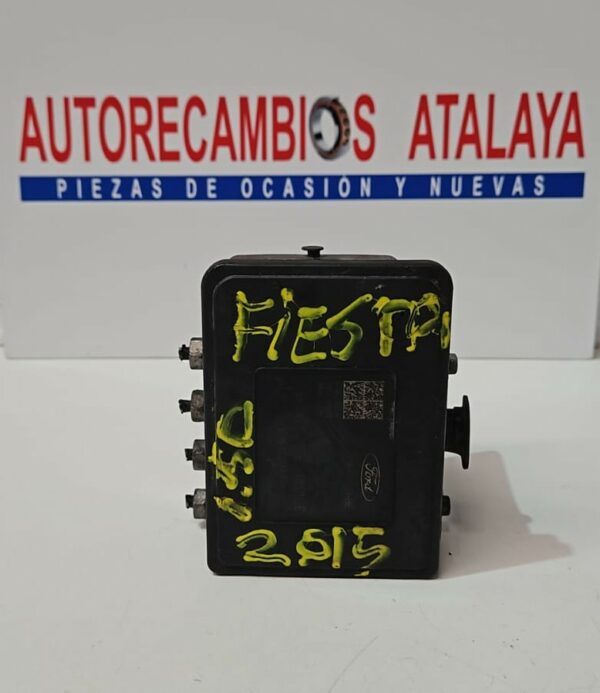 AUTORECAMBIOS ATALAYA
PIEZAS DE OCASIÓN Y NUEVAS
FIESTA
1.5D
Ford
2015